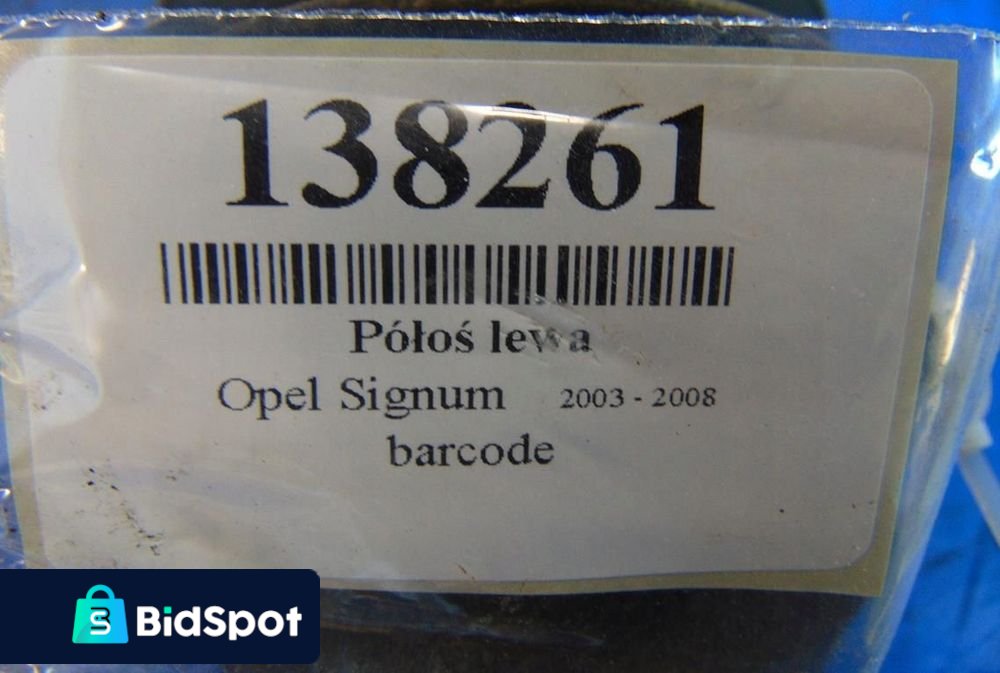 138261
Półoś lewa
Opel Signum 2003 - 2008
barcode
BidSpot